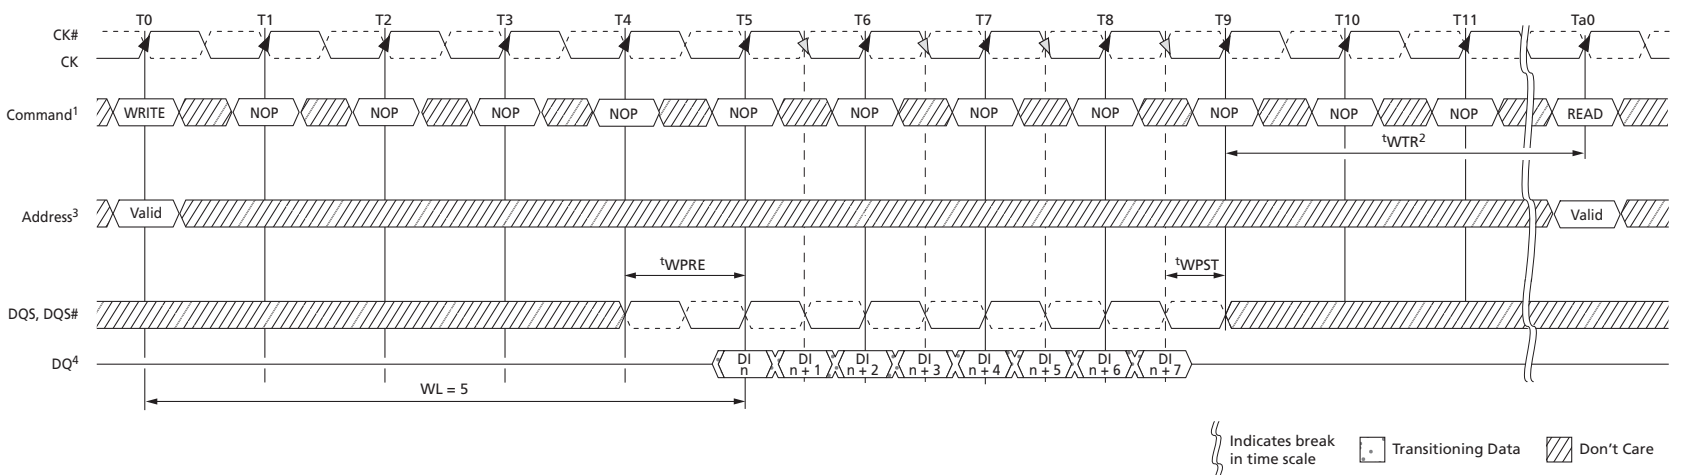 T0 T1 T2 T3 T4 T5 T6 T7 T8 T9 T10 T11 Ta0
CK#
CK
Command1 WRITE NOP NOP NOP NOP NOP NOP NOP NOP NOP NOP NOP READ
tWTR2
Address3 Valid Valid
tWPRE tWPST
DQS, DQS#
DQ4 DI n DI n + 1 DI n + 2 DI n + 3 DI n + 4 DI n + 5 DI n + 6 DI n + 7
WL = 5
Indicates break
in time scale
Transitioning Data
Don't Care